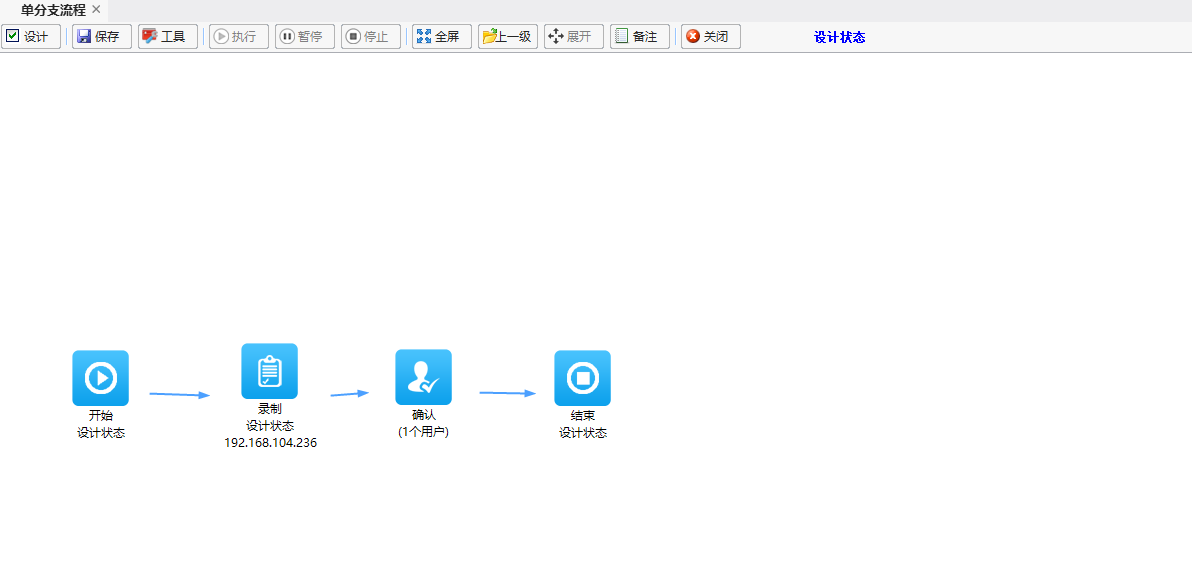 单分支流程
设计 保存 工具 执行 暂停 停止 全屏 上一级 展开 备注 关闭 设计状态
开始
设计状态
录制
设计状态
192.168.104.236
确认
(1个用户)
结束
设计状态